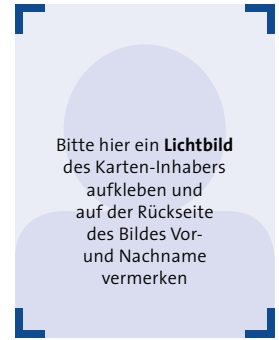 Bitte hier ein Lichtbild
des Karten-Inhabers
aufkleben und
auf der Rückseite
des Bildes Vor-
und Nachname
vermerken